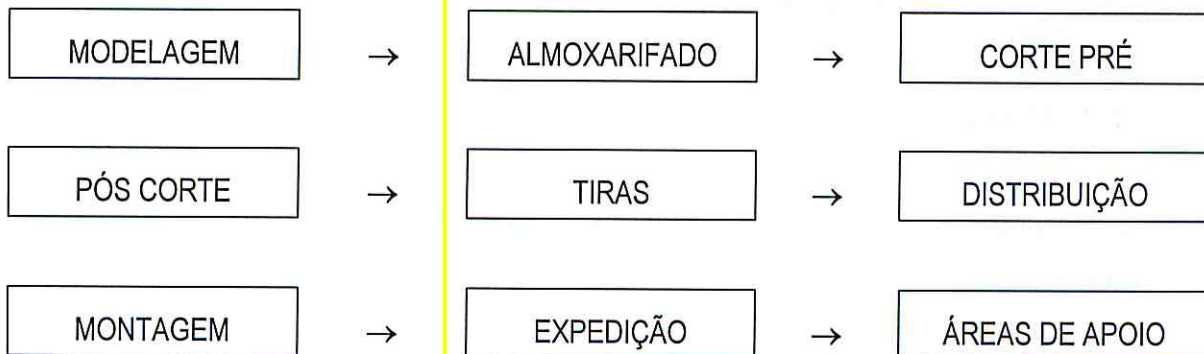 MODELAGEM → ALMOXARIFADO → CORTE PRÉ
PÓS CORTE → TIRAS → DISTRIBUIÇÃO
MONTAGEM → EXPEDIÇÃO → ÁREAS DE APOIO